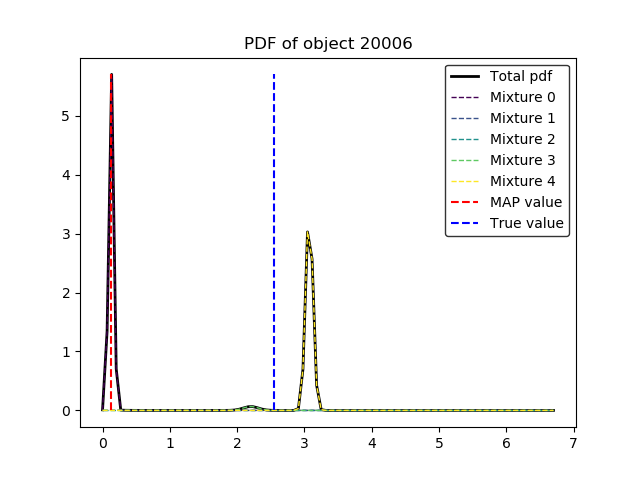 PDF of object 20006
Total pdf
Mixture 0
Mixture 1
Mixture 2
Mixture 3
Mixture 4
MAP value
True value
5
4
3
2
1
0
0 1 2 3 4 5 6 7